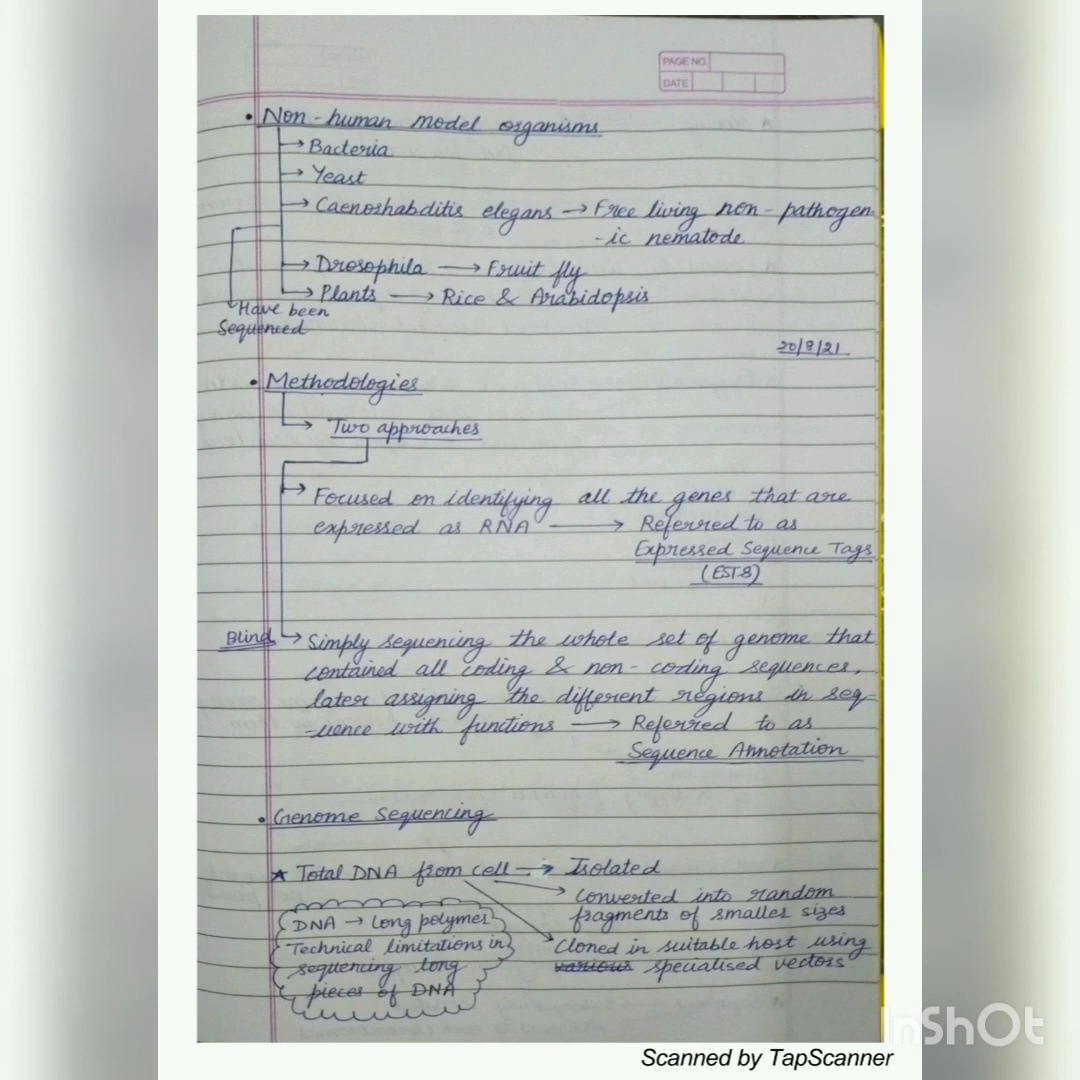 PAGE NO.
DATE
• Non-human model organisms
→ Bacteria
→ Yeast
→ Caenorhabditis elegans → Free living non-pathogen
-ic nematode.
→ Drosophila → Fruit fly
→ Plants → Rice & Arabidopsis
Have been
Sequenced
20/8/21
• Methodologies
→ Two approaches
→ Focused on identifying all the genes that are
expressed as RNA → Referred to as
Expressed Sequence Tags
(ESTs)
Blind → Simply sequencing the whole set of genome that
contained all coding & non-coding sequences,
later assigning the different regions in seq-
-uence with functions → Referred to as
Sequence Annotation
• Genome Sequencing
★ Total DNA from cell → Isolated
→ Converted into random
fragments of smaller sizes
→ Cloned in suitable host using
various specialised vectors
DNA → Long polymer
Technical limitations in
sequencing long
pieces of DNA
InShOt
Scanned by TapScanner